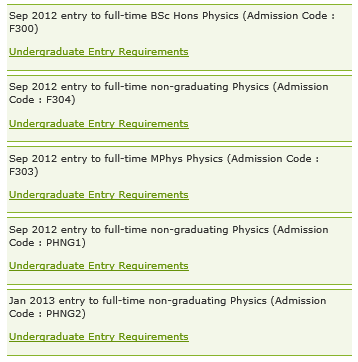 Sep 2012 entry to full-time BSc Hons Physics (Admission Code :
F300)
Undergraduate Entry Requirements
Sep 2012 entry to full-time non-graduating Physics (Admission
Code : F304)
Undergraduate Entry Requirements
Sep 2012 entry to full-time MPhys Physics (Admission Code :
F303)
Undergraduate Entry Requirements
Sep 2012 entry to full-time non-graduating Physics (Admission
Code : PHNG1)
Undergraduate Entry Requirements
Jan 2013 entry to full-time non-graduating Physics (Admission
Code : PHNG2)
Undergraduate Entry Requirements